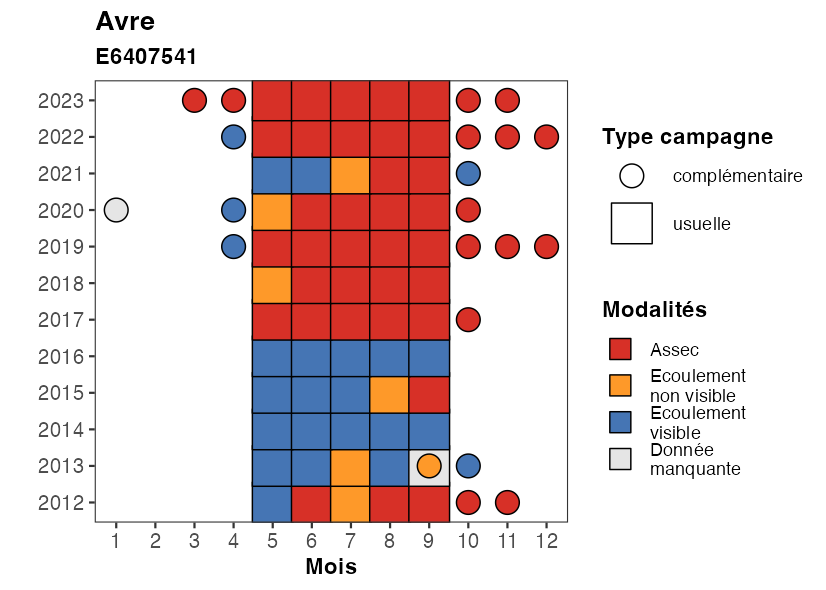 Avre
E6407541
2023
2022
2021
2020
2019
2018
2017
2016
2015
2014
2013
2012
1 2 3 4 5 6 7 8 9 10 11 12
Mois
Type campagne
complémentaire
usuelle
Modalités
Assec
Ecoulement
non visible
Ecoulement
visible
Donnée
manquante